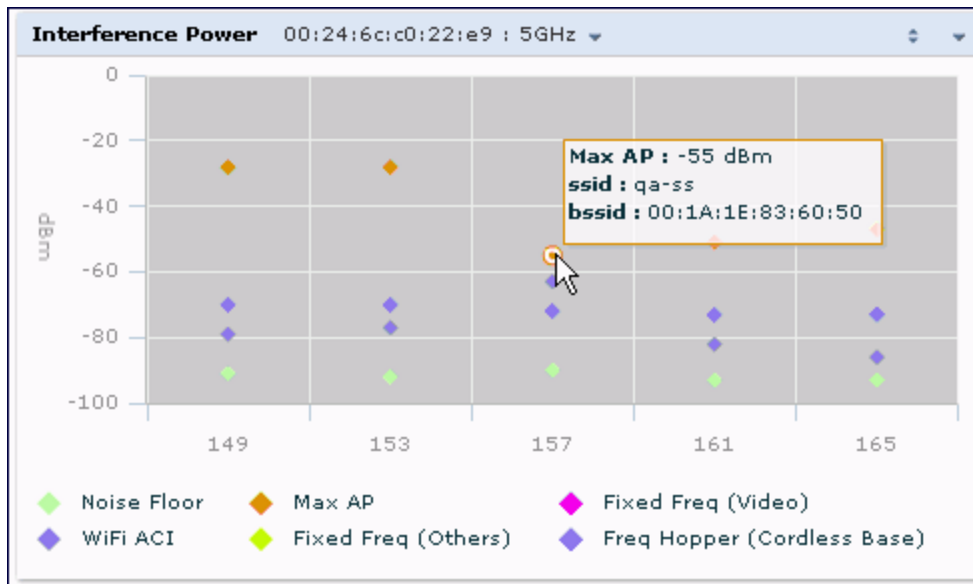 Interference Power 00:24:6c:c0:22:e9 : 5GHz
0
-20
-40
-60
-80
-100
dBm
Max AP : -55 dBm
ssid : qa-ss
bssid : 00:1A:1E:83:60:50
149 153 157 161 165
Noise Floor Max AP Fixed Freq (Video)
WiFi ACI Fixed Freq (Others) Freq Hopper (Cordless Base)